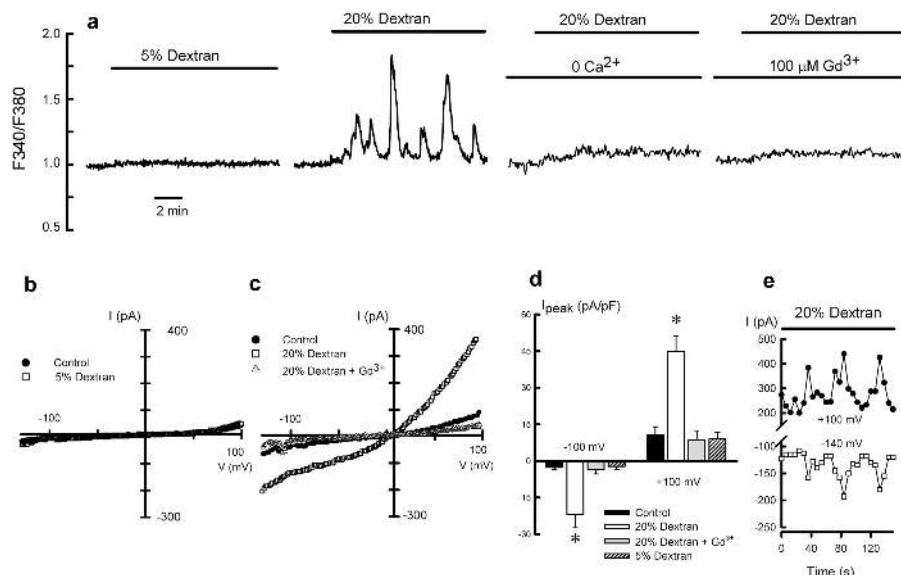 a
20% Dextran
20% Dextran
20% Dextran
5% Dextran
0 Ca2+
100 µM Gd3+
F340/F380
2.0
1.5
1.0
0.5
2 min
b
I (pA)
400
Control
5% Dextran
-100
100
V (mV)
-300
c
I (pA)
400
Control
20% Dextran
20% Dextran + Gd3+
-100
100
V (mV)
-300
d
Ipeak (pA/pF)
60
40
20
0
10
-30
*
*
-100 mV
+100 mV
Control
20% Dextran
20% Dextran + Gd3+
5% Dextran
e
20% Dextran
I (pA)
500
400
300
200
+100 mV
-100
-140 mV
-150
-200
-250
0
40
80
120
Time (s)